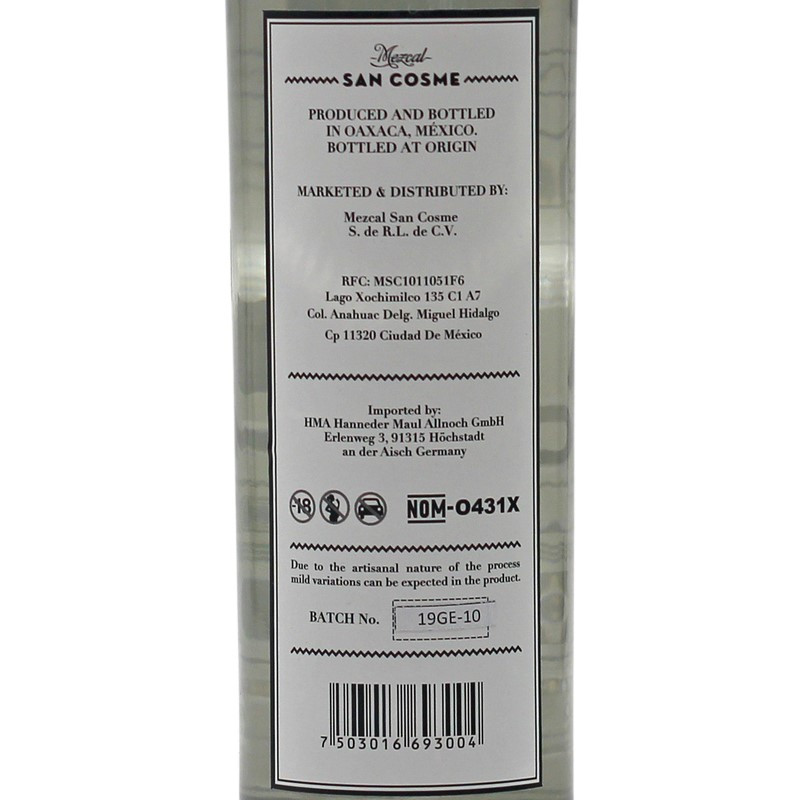 Mezcal
SAN COSME
PRODUCED AND BOTTLED
IN OAXACA, MÉXICO.
BOTTLED AT ORIGIN
MARKETED & DISTRIBUTED BY:
Mezcal San Cosme
S. de R.L. de C.V.
RFC: MSC1011051F6
Lago Xochimilco 135 C1 A7
Col. Anahuac Delg. Miguel Hidalgo
Cp 11320 Ciudad De México
Imported by:
HMA Hanneder Maul Allnoch GmbH
Erlenweg 3, 91315 Höchstadt
an der Aisch Germany
-18 NOM-O431X
Due to the artisanal nature of the process
mild variations can be expected in the product.
BATCH No. 19GE-10
7 503016 693004